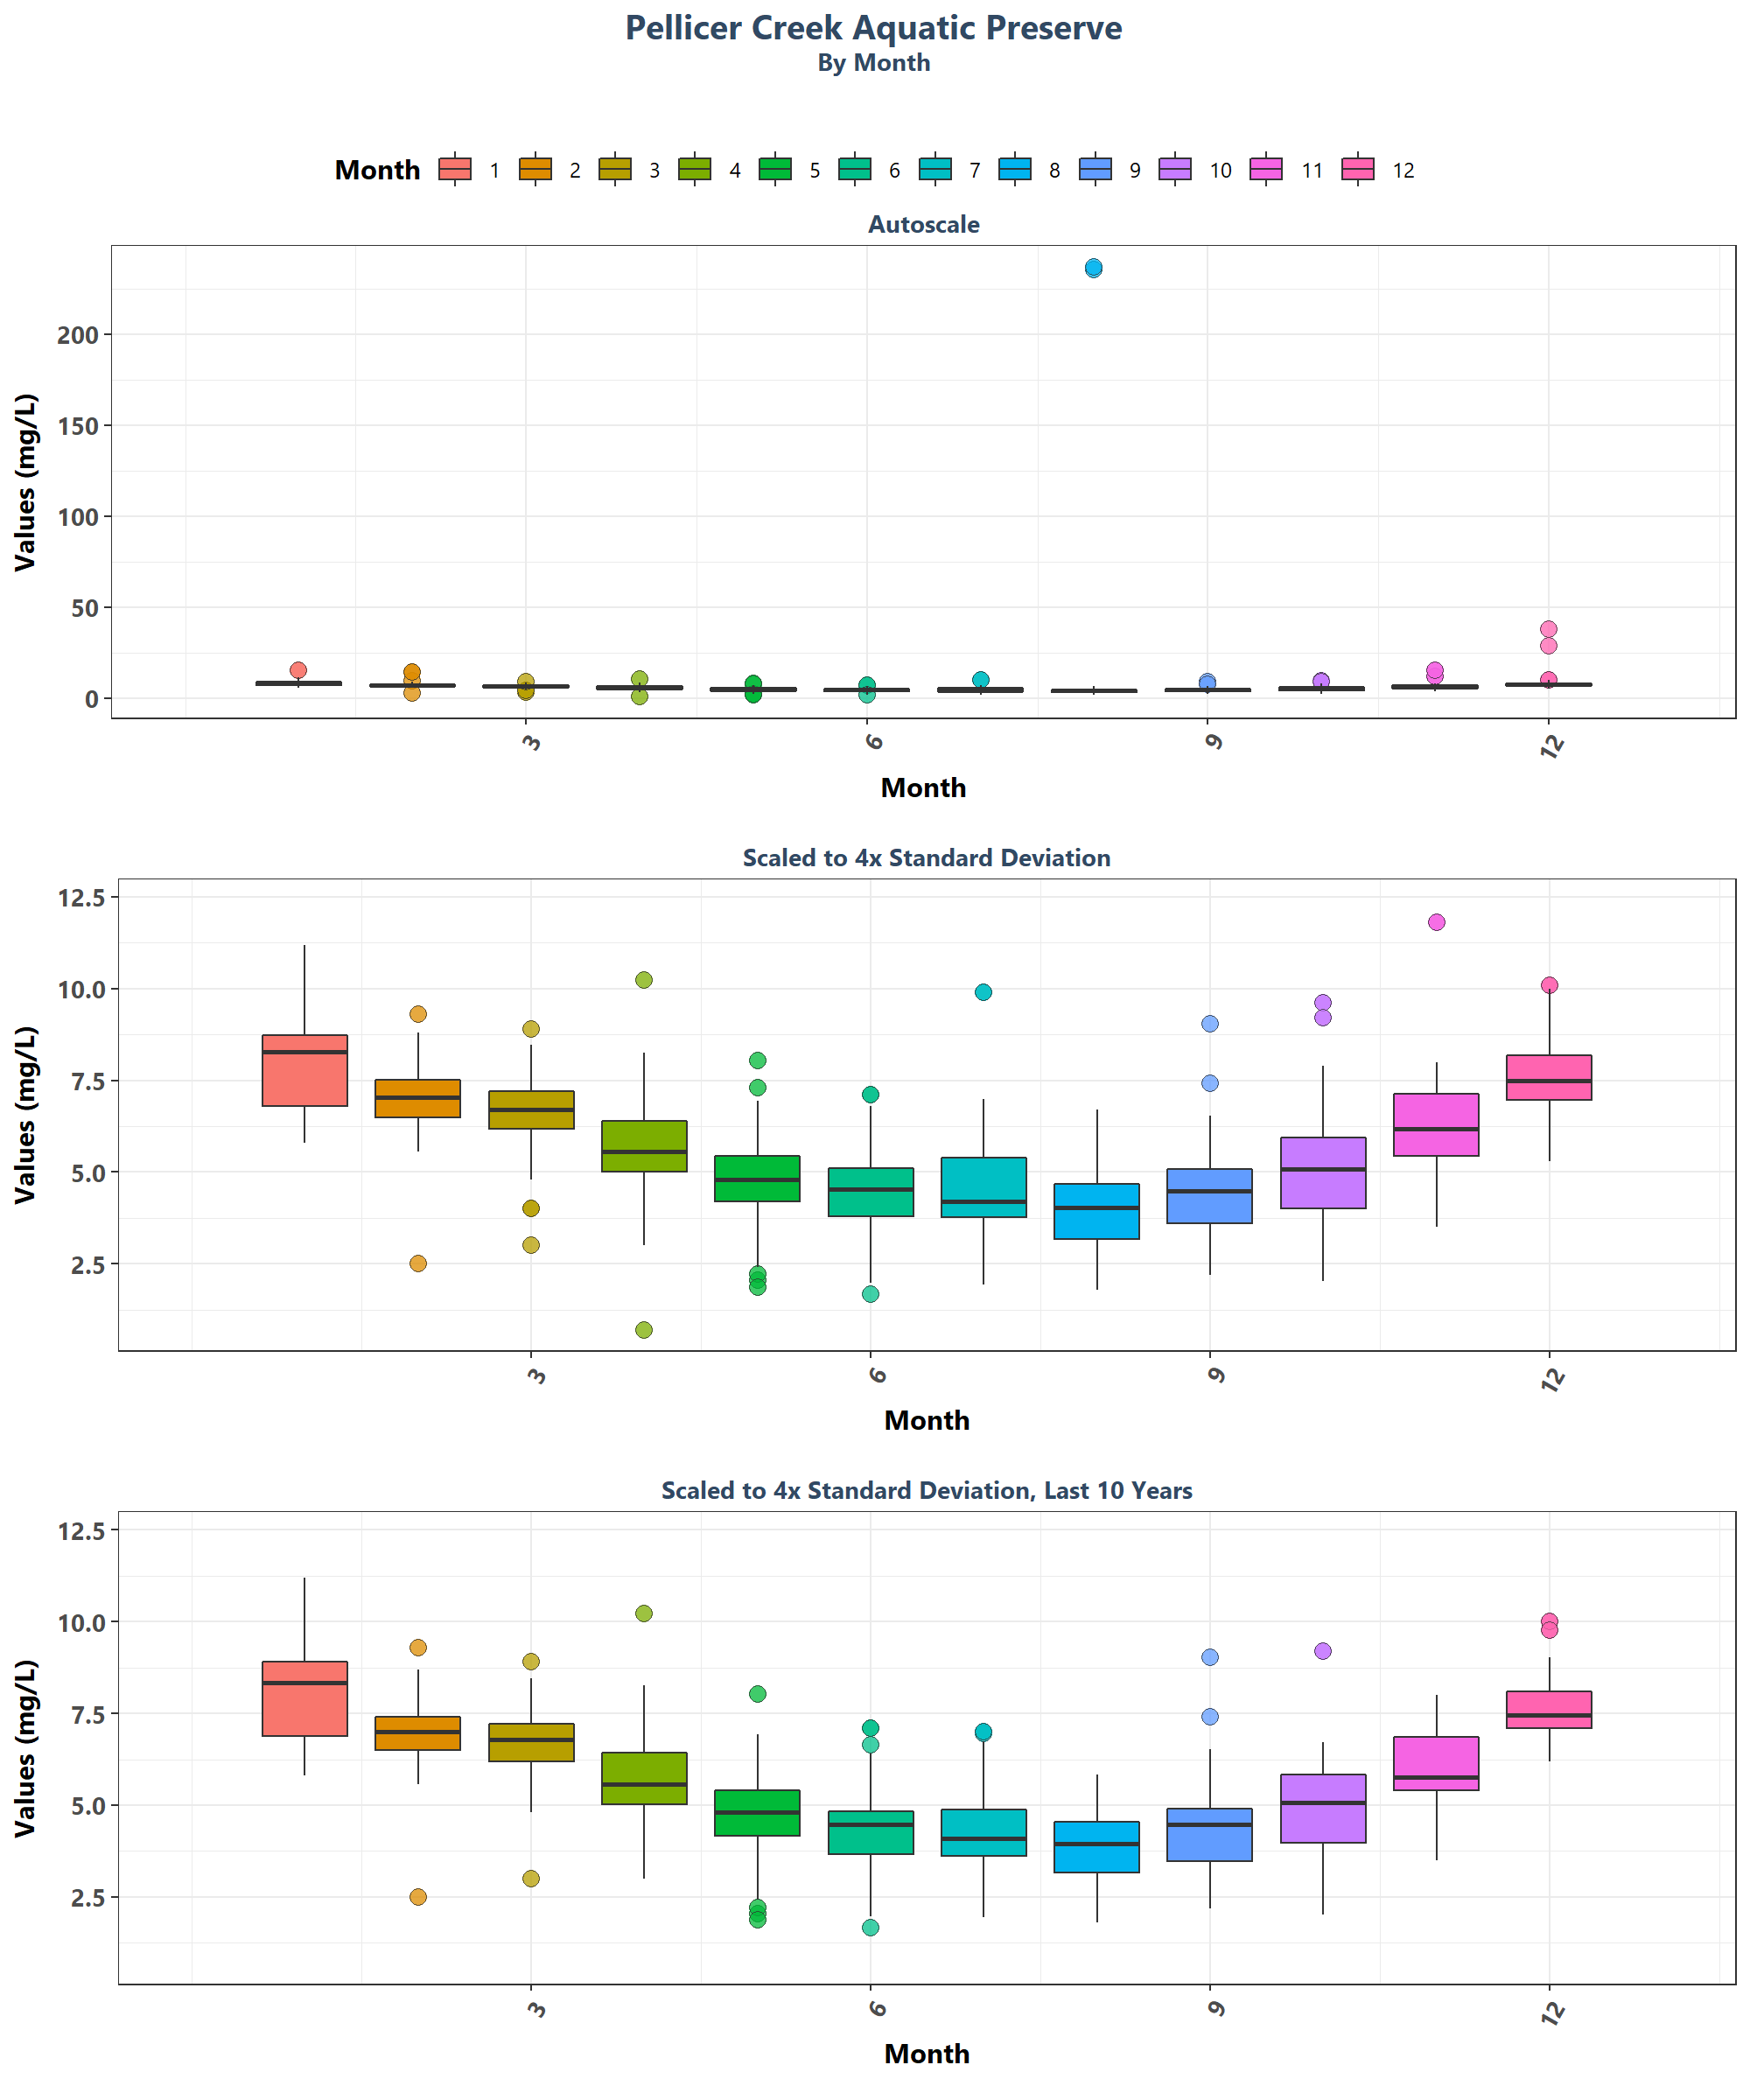 Pellicer Creek Aquatic Preserve
By Month
Month 1 2 3 4 5 6 7 8 9 10 11 12
Autoscale
Values (mg/L)
200
150
100
50
0
3 6 9 12
Month
Scaled to 4x Standard Deviation
Values (mg/L)
12.5
10.0
7.5
5.0
2.5
3 6 9 12
Month
Scaled to 4x Standard Deviation, Last 10 Years
Values (mg/L)
12.5
10.0
7.5
5.0
2.5
3 6 9 12
Month